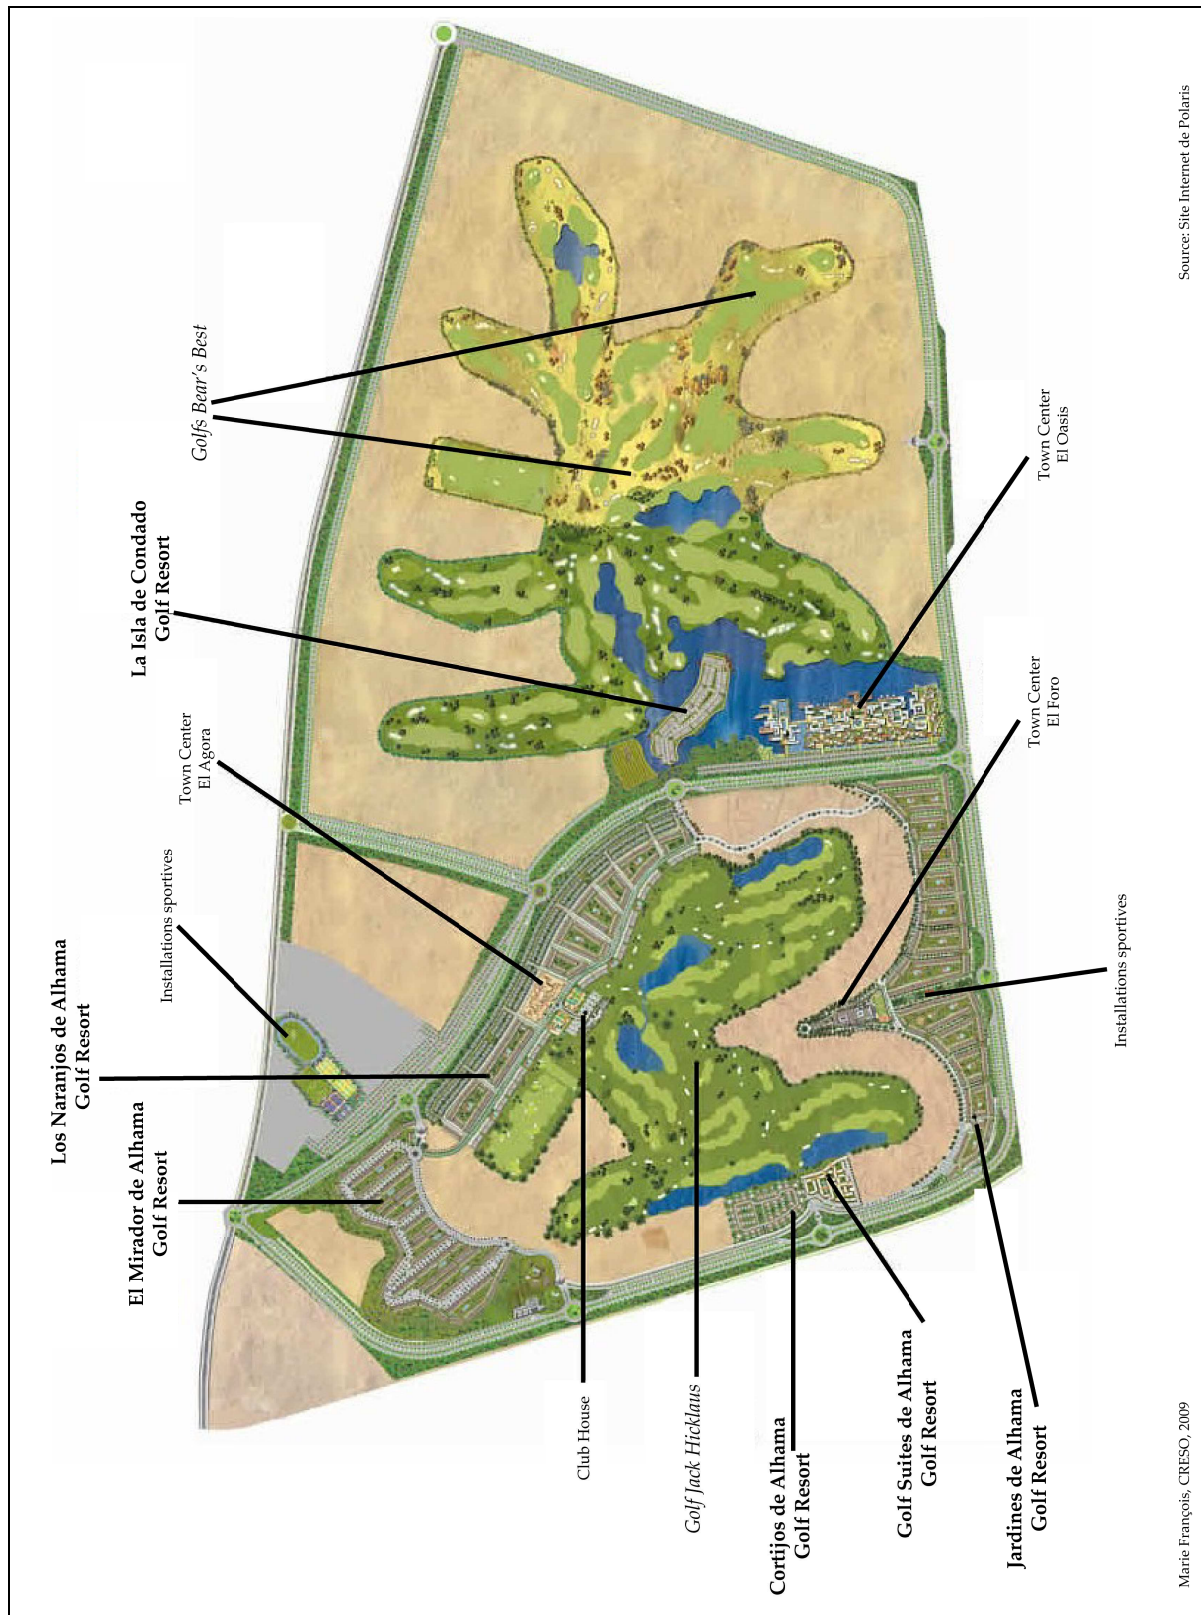 Los Naranjos de Alhama
Golf Resort
El Mirador de Alhama
Golf Resort
La Isla de Condado
Golf Resort
Installations sportives
Town Center
El Agora
Golfs Bear's Best
Club House
Golf Jack Hicklaus
Cortijos de Alhama
Golf Resort
Golf Suites de Alhama
Golf Resort
Jardines de Alhama
Golf Resort
Installations sportives
Town Center
El Foro
Town Center
El Oasis
Marie François, CRESO, 2009
Source: Site Internet de Polaris